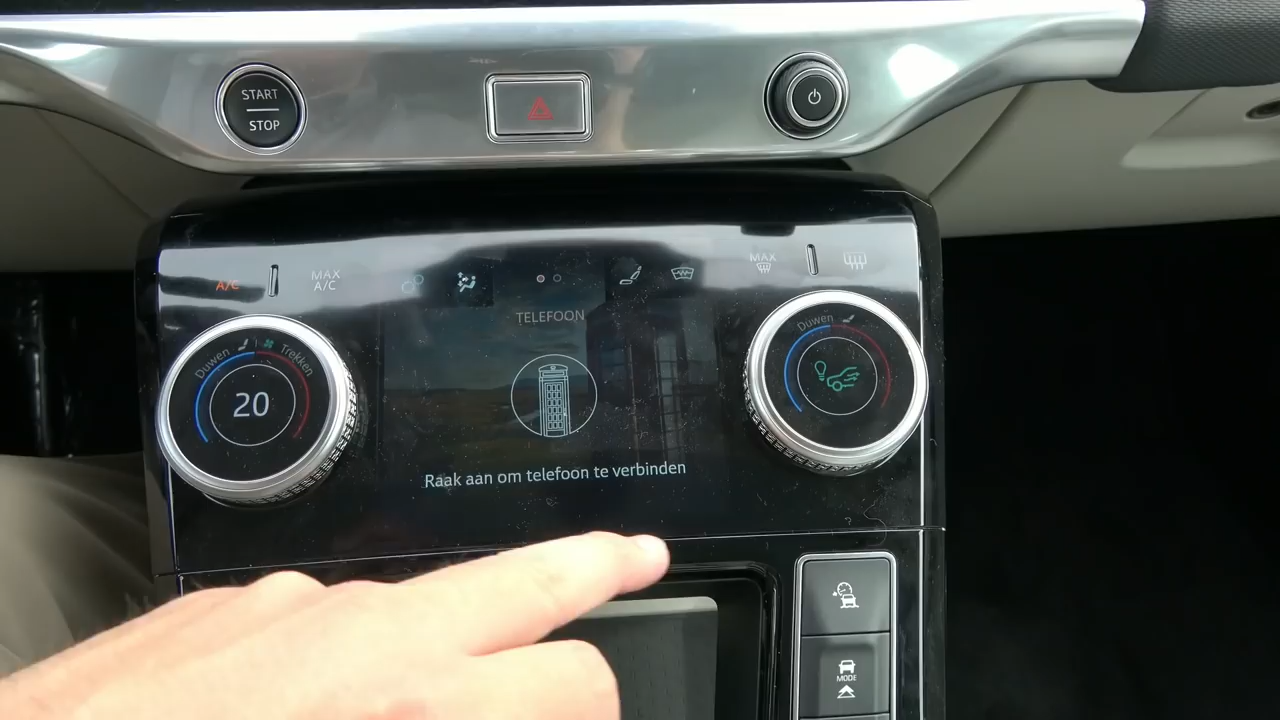 START
STOP
A/C
MAX
A/C
MAX
TELEFOON
Duwen
Trekken
20
Duwen
Raak aan om telefoon te verbinden
MODE